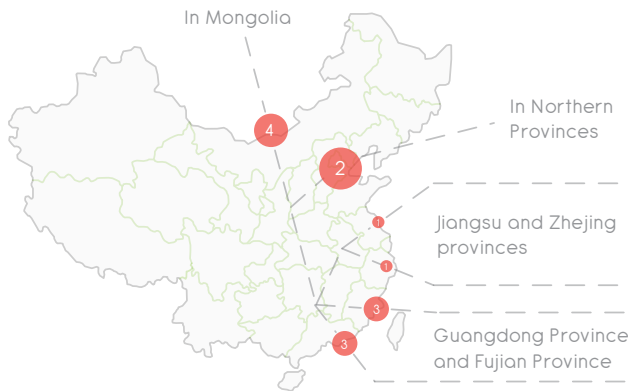 In Mongolia
4
In Northern
Provinces
2
1
Jiangsu and Zhejing
provinces
1
3
Guangdong Province
and Fujian Province
3